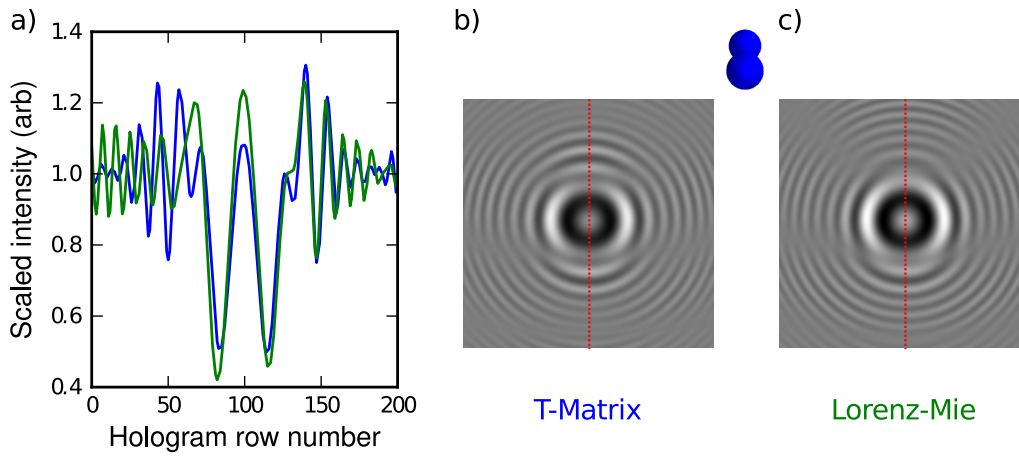 a)
b)
c)
1.4
1.2
1.0
0.8
0.6
0.4
Scaled intensity (arb)
0 50 100 150 200
Hologram row number
T-Matrix
Lorenz-Mie